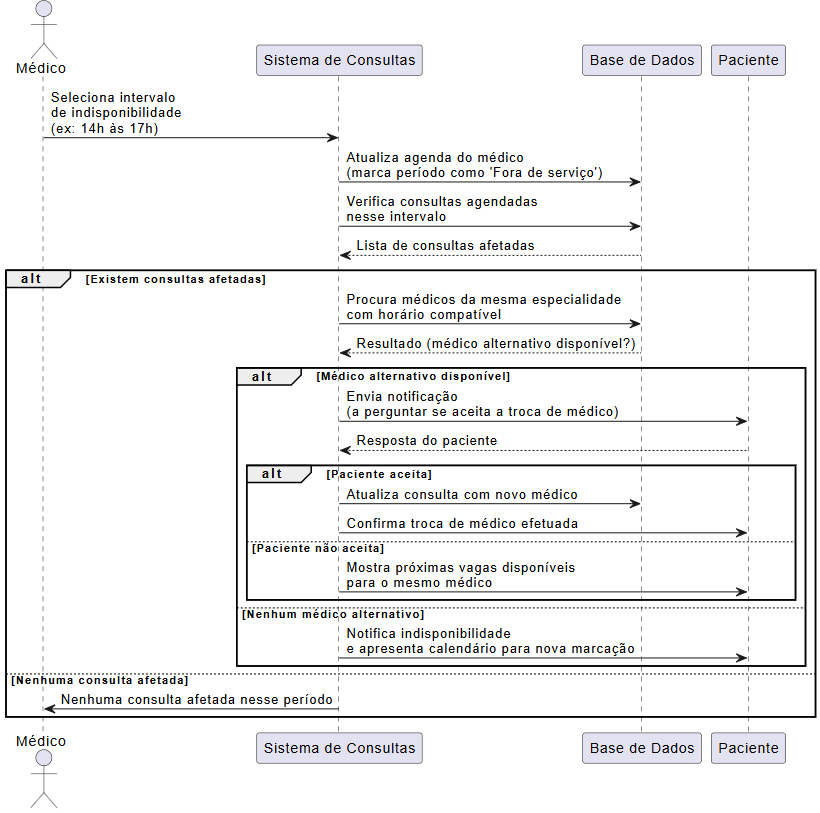 Médico
Sistema de Consultas
Base de Dados
Paciente
Seleciona intervalo
de indisponibilidade
(ex: 14h às 17h)
Atualiza agenda do médico
(marca período como 'Fora de serviço')
Verifica consultas agendadas
nesse intervalo
Lista de consultas afetadas
alt
[Existem consultas afetadas]
Procura médicos da mesma especialidade
com horário compatível
Resultado (médico alternativo disponível?)
alt
[Médico alternativo disponível]
Envia notificação
(a perguntar se aceita a troca de médico)
Resposta do paciente
alt
[Paciente aceita]
Atualiza consulta com novo médico
Confirma troca de médico efetuada
[Paciente não aceita]
Mostra próximas vagas disponíveis
para o mesmo médico
[Nenhum médico alternativo]
Notifica indisponibilidade
e apresenta calendário para nova marcação
[Nenhuma consulta afetada]
Nenhuma consulta afetada nesse período
Médico
Sistema de Consultas
Base de Dados
Paciente